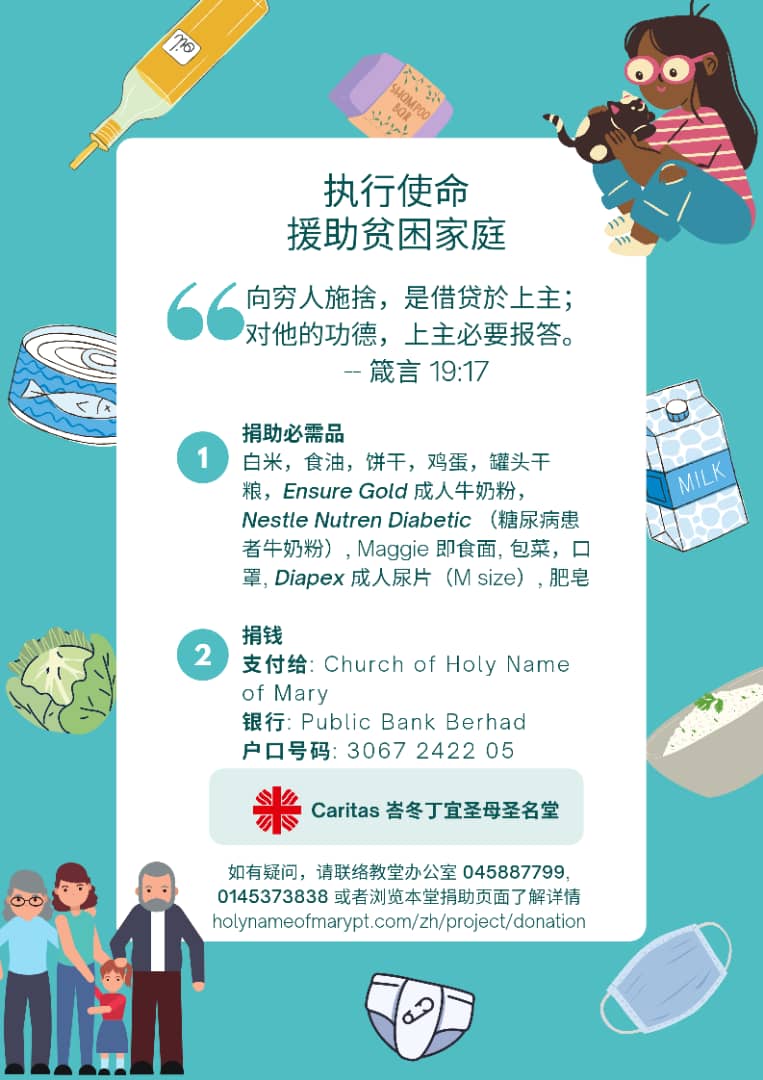 oil
SHOMPOO
BAR
执行使命
援助贫困家庭
向穷人施捨，是借贷於上主；
对他的功德，上主必要报答。
-- 箴言 19:17
1
捐助必需品
白米，食油，饼干，鸡蛋，罐头干
粮，Ensure Gold 成人牛奶粉，
Nestle Nutren Diabetic （糖尿病患
者牛奶粉）, Maggie 即食面, 包菜，口
罩, Diapex 成人尿片（M size）, 肥皂
MILK
2
捐钱
支付给: Church of Holy Name
of Mary
银行: Public Bank Berhad
户口号码: 3067 2422 05
Caritas 峇冬丁宜圣母圣名堂
如有疑问，请联络教堂办公室 045887799,
0145373838 或者浏览本堂捐助页面了解详情
holynameofmarypt.com/zh/project/donation